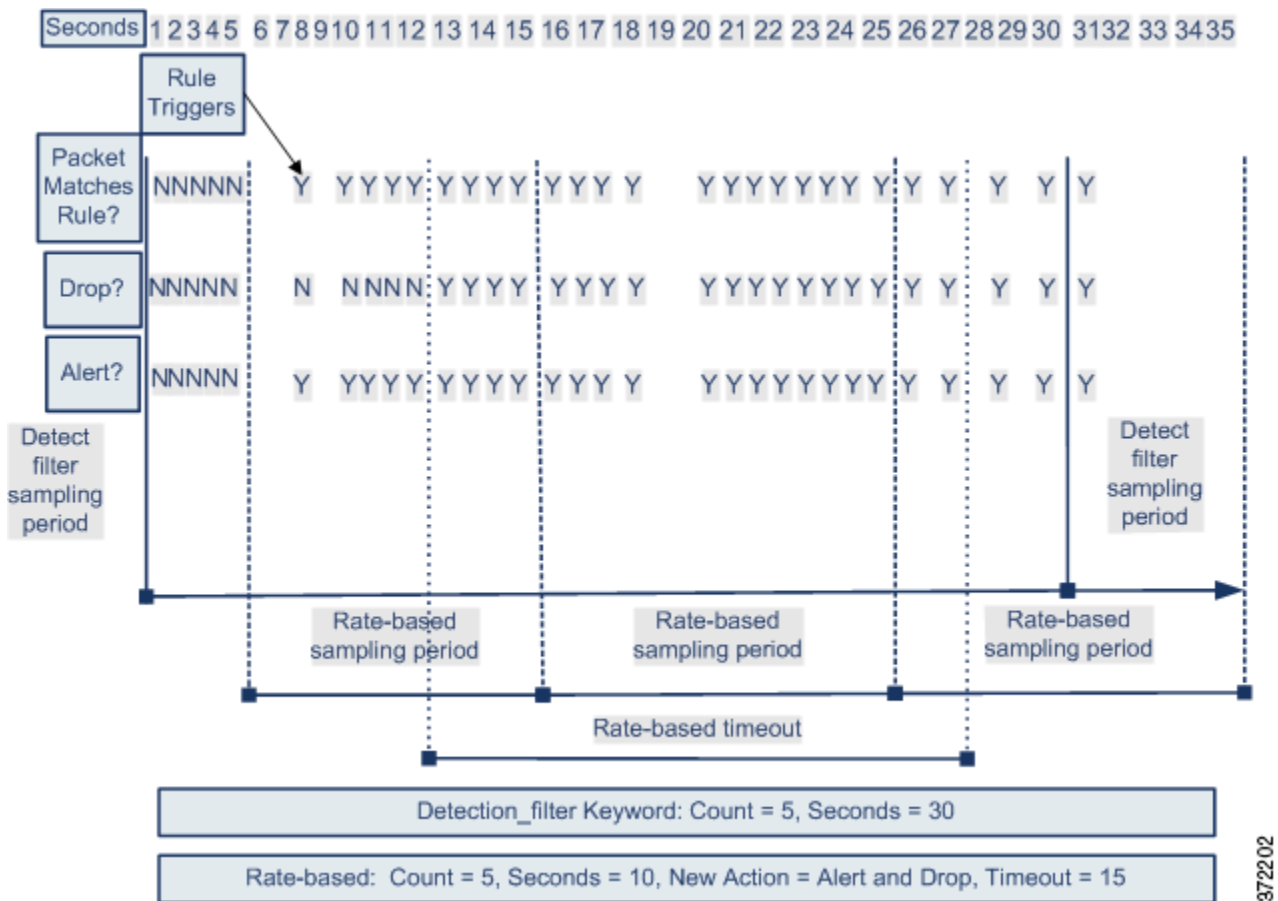 Seconds 1 2 3 4 5 6 7 8 9 10 11 12 13 14 15 16 17 18 19 20 21 22 23 24 25 26 27 28 29 30 31 32 33 34 35
Rule
Triggers
Packet
Matches
Rule?
NNNNN Y Y Y Y Y Y Y Y Y Y Y Y Y Y Y Y Y Y Y Y Y Y Y Y Y Y
Drop?
NNNNN N N N N N Y Y Y Y Y Y Y Y Y Y Y Y Y Y Y Y Y Y Y Y Y
Alert?
NNNNN Y Y Y Y Y Y Y Y Y Y Y Y Y Y Y Y Y Y Y Y Y Y Y Y Y Y
Detect
filter
sampling
period
Detect
filter
sampling
period
Rate-based
sampling period
Rate-based
sampling period
Rate-based
sampling period
Rate-based timeout
Detection_filter Keyword: Count = 5, Seconds = 30
Rate-based: Count = 5, Seconds = 10, New Action = Alert and Drop, Timeout = 15
372202